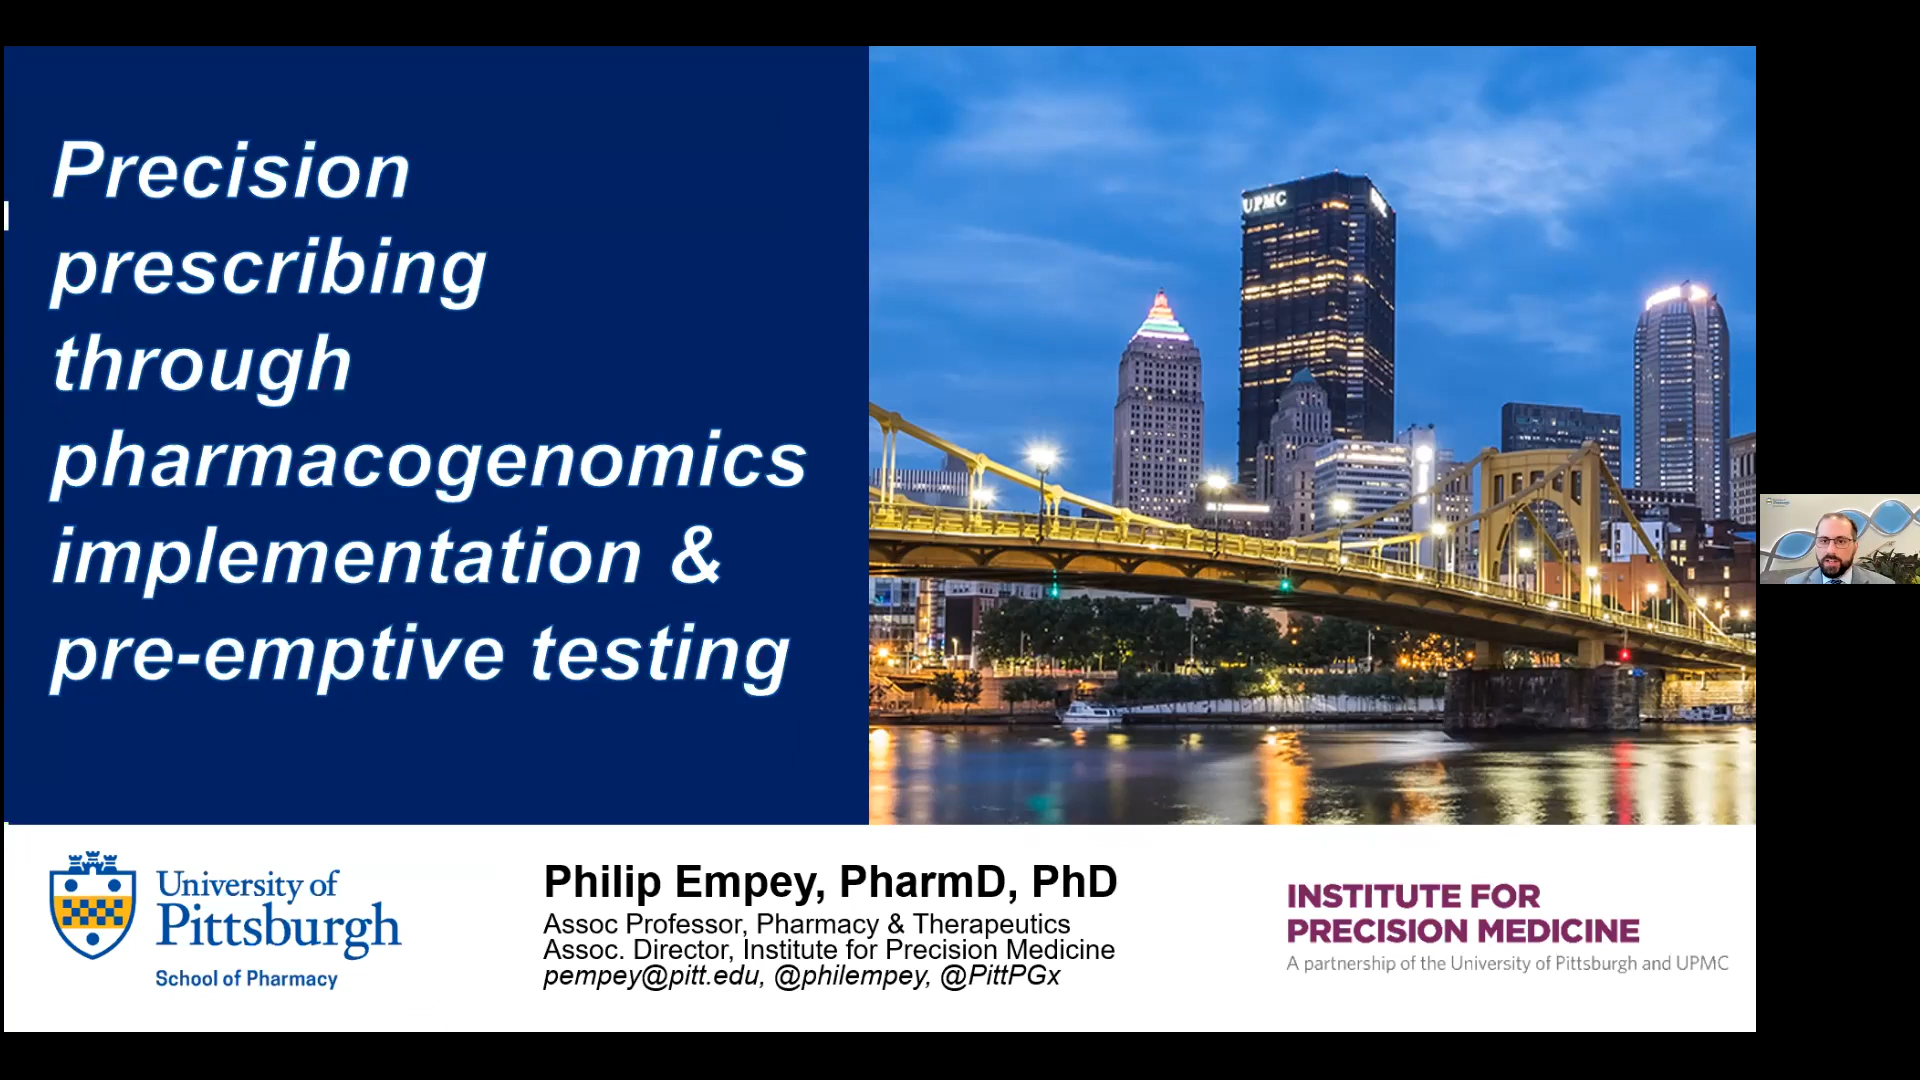 Precision
prescribing
through
pharmacogenomics
implementation &
pre-emptive testing
UPMC
University of
Pittsburgh
School of Pharmacy
Philip Empey, PharmD, PhD
Assoc Professor, Pharmacy & Therapeutics
Assoc. Director, Institute for Precision Medicine
pempey@pitt.edu, @philempey, @PittPGx
INSTITUTE FOR
PRECISION MEDICINE
A partnership of the University of Pittsburgh and UPMC